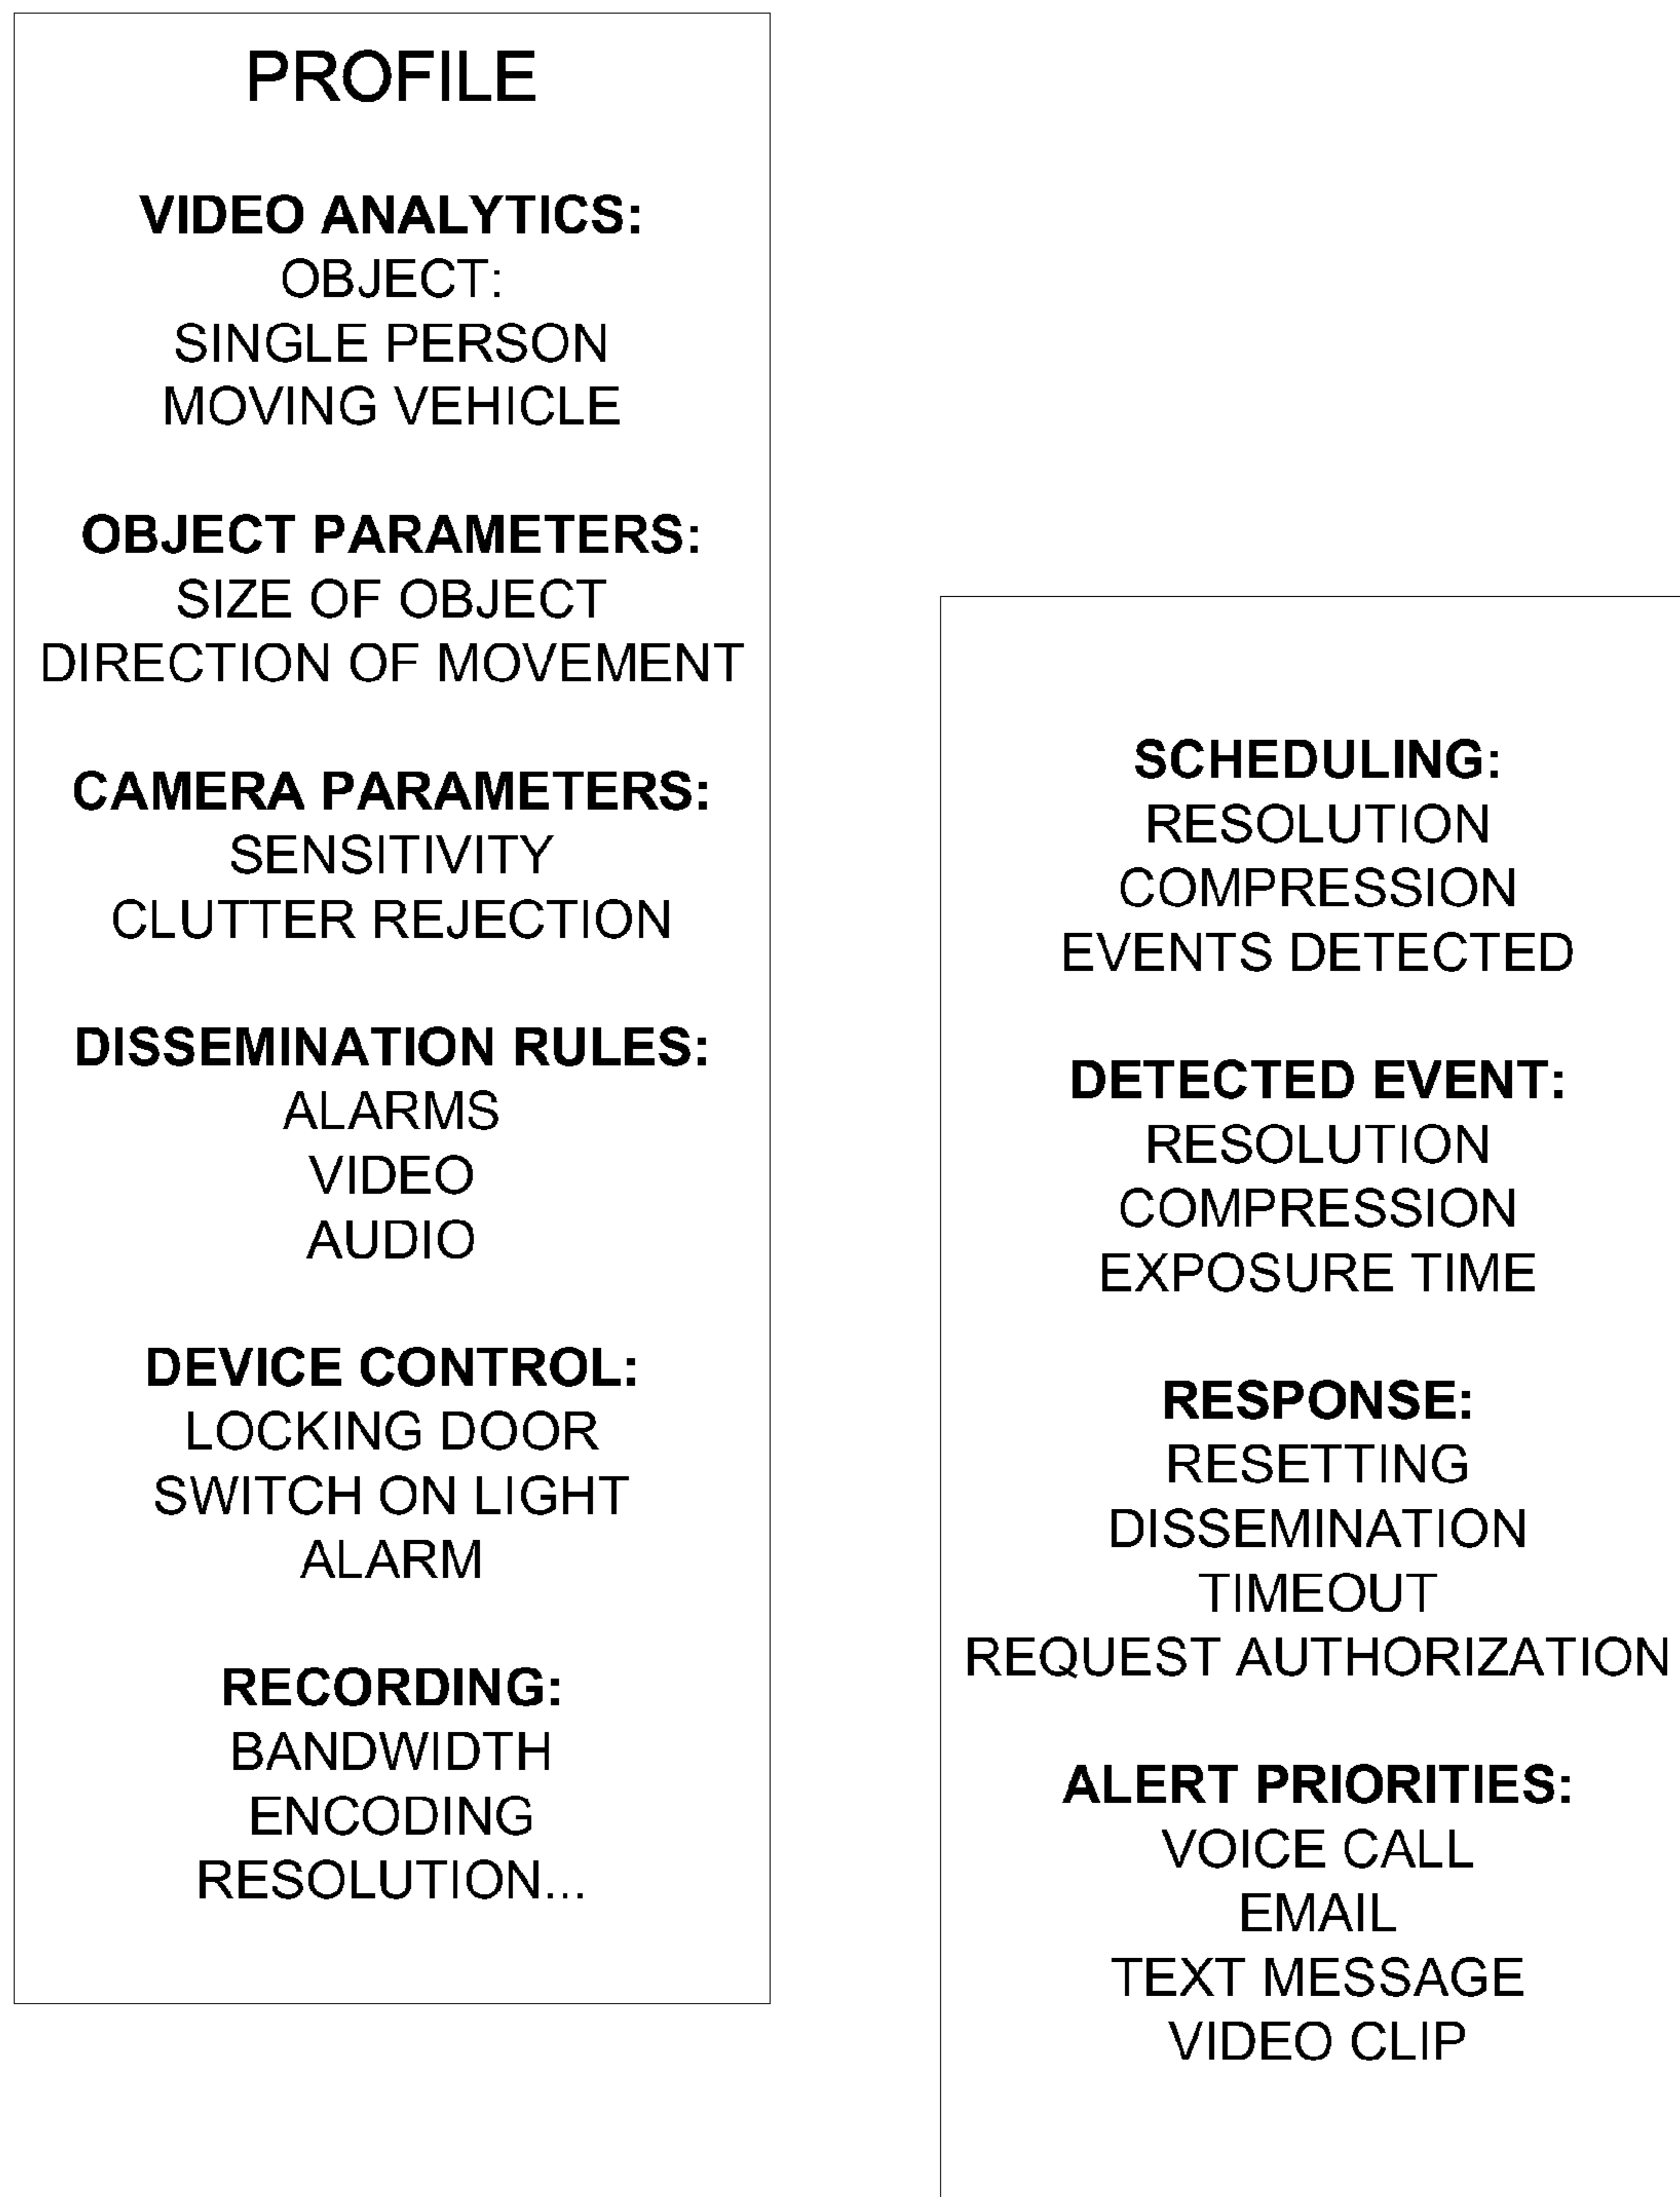 PROFILE
VIDEO ANALYTICS:
OBJECT:
SINGLE PERSON
MOVING VEHICLE
OBJECT PARAMETERS:
SIZE OF OBJECT
DIRECTION OF MOVEMENT
CAMERA PARAMETERS:
SENSITIVITY
CLUTTER REJECTION
DISSEMINATION RULES:
ALARMS
VIDEO
AUDIO
DEVICE CONTROL:
LOCKING DOOR
SWITCH ON LIGHT
ALARM
RECORDING:
BANDWIDTH
ENCODING
RESOLUTION...
SCHEDULING:
RESOLUTION
COMPRESSION
EVENTS DETECTED
DETECTED EVENT:
RESOLUTION
COMPRESSION
EXPOSURE TIME
RESPONSE:
RESETTING
DISSEMINATION
TIMEOUT
REQUEST AUTHORIZATION
ALERT PRIORITIES:
VOICE CALL
EMAIL
TEXT MESSAGE
VIDEO CLIP